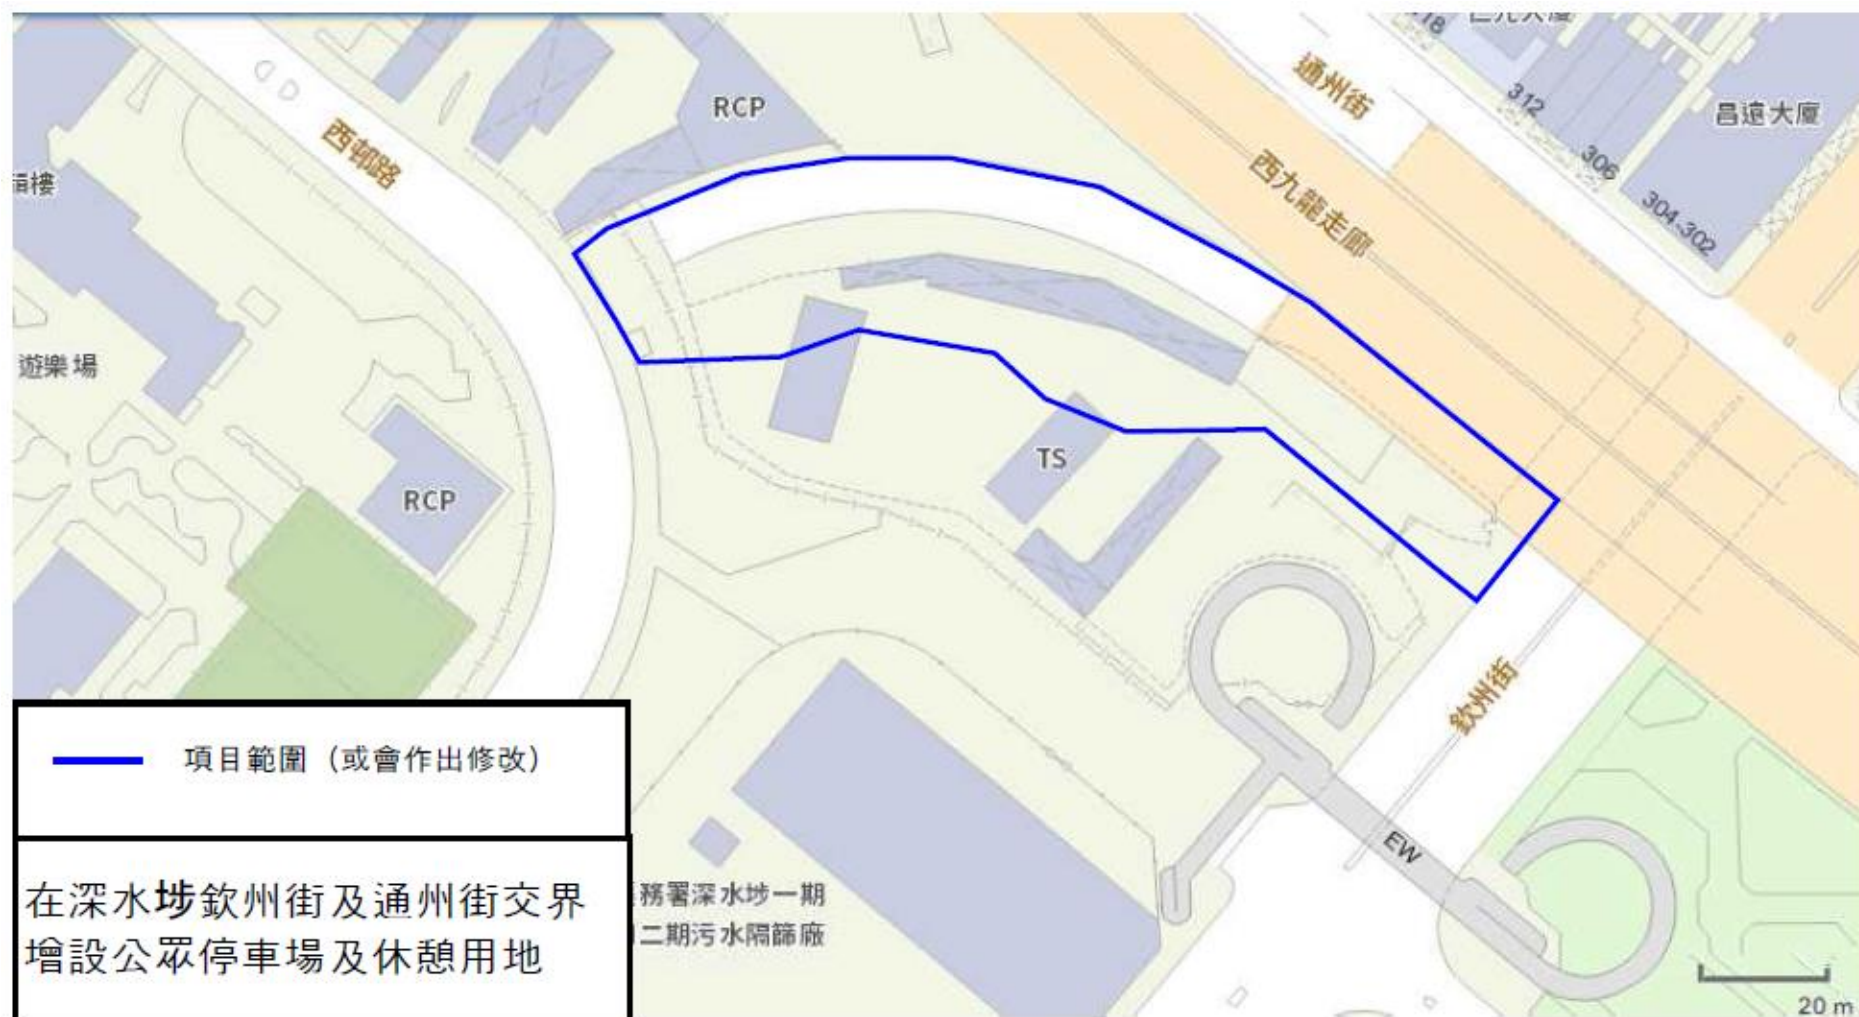 通州街
312
306
304-302
昌遠大廈
西九龍走廊
RCP
西邨路
遊樂場
RCP
TS
欽州街
EW
項目範圍（或會作出修改）
在深水埗欽州街及通州街交界
增設公眾停車場及休憩用地
務署深水埗一期
二期污水隔篩廠
20 m